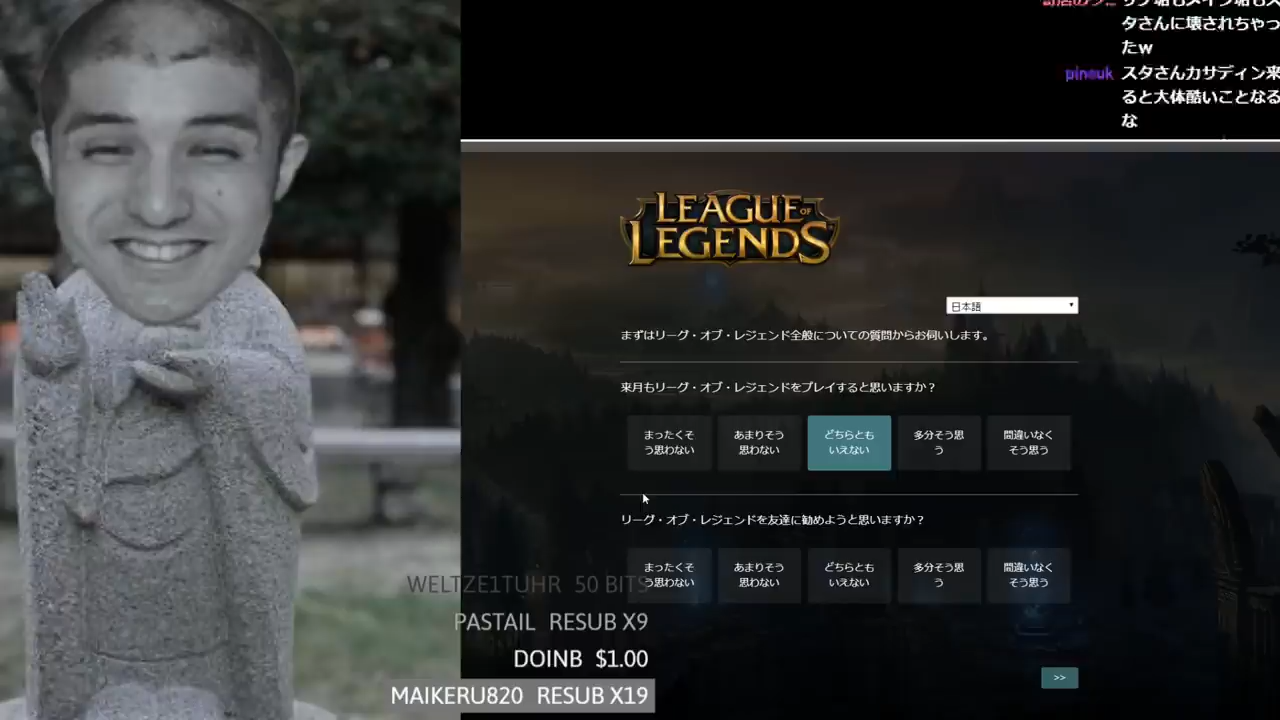 タさんに壊されちゃっ
たw
pinouk スタさんカサディン来
ると大体酷いことなる
な
LEAGUE OF LEGENDS
日本語
まずはリーグ・オブ・レジェンド全般についての質問からお伺いします。
来月もリーグ・オブ・レジェンドをプレイすると思いますか？
まったくそ
う思わない
あまりそう
思わない
どちらとも
いえない
多分そう思
う
間違いなく
そう思う
リーグ・オブ・レジェンドを友達に勧めようと思いますか？
まったくそ
う思わない
あまりそう
思わない
どちらとも
いえない
多分そう思
う
間違いなく
そう思う
>>
WELTZE1TUHR 50 BITS
PASTAIL RESUB X9
DOINB $1.00
MAIKERU820 RESUB X19